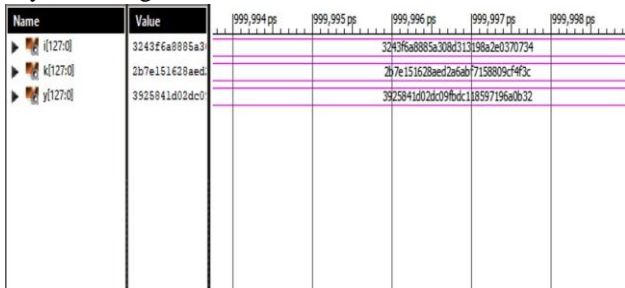 Name Value 999,994 ps 999,995 ps 999,996 ps 999,997 ps 999,998 ps
i[127:0] 3243f6a8885a3 3243f6a8885a308d313198a2e0370734
k[127:0] 2b7e151628aed 2b7e151628aed2a6abf7158809cf4f3c
y[127:0] 3925841d02dc0 3925841d02dc09fbdc118597196a0b32